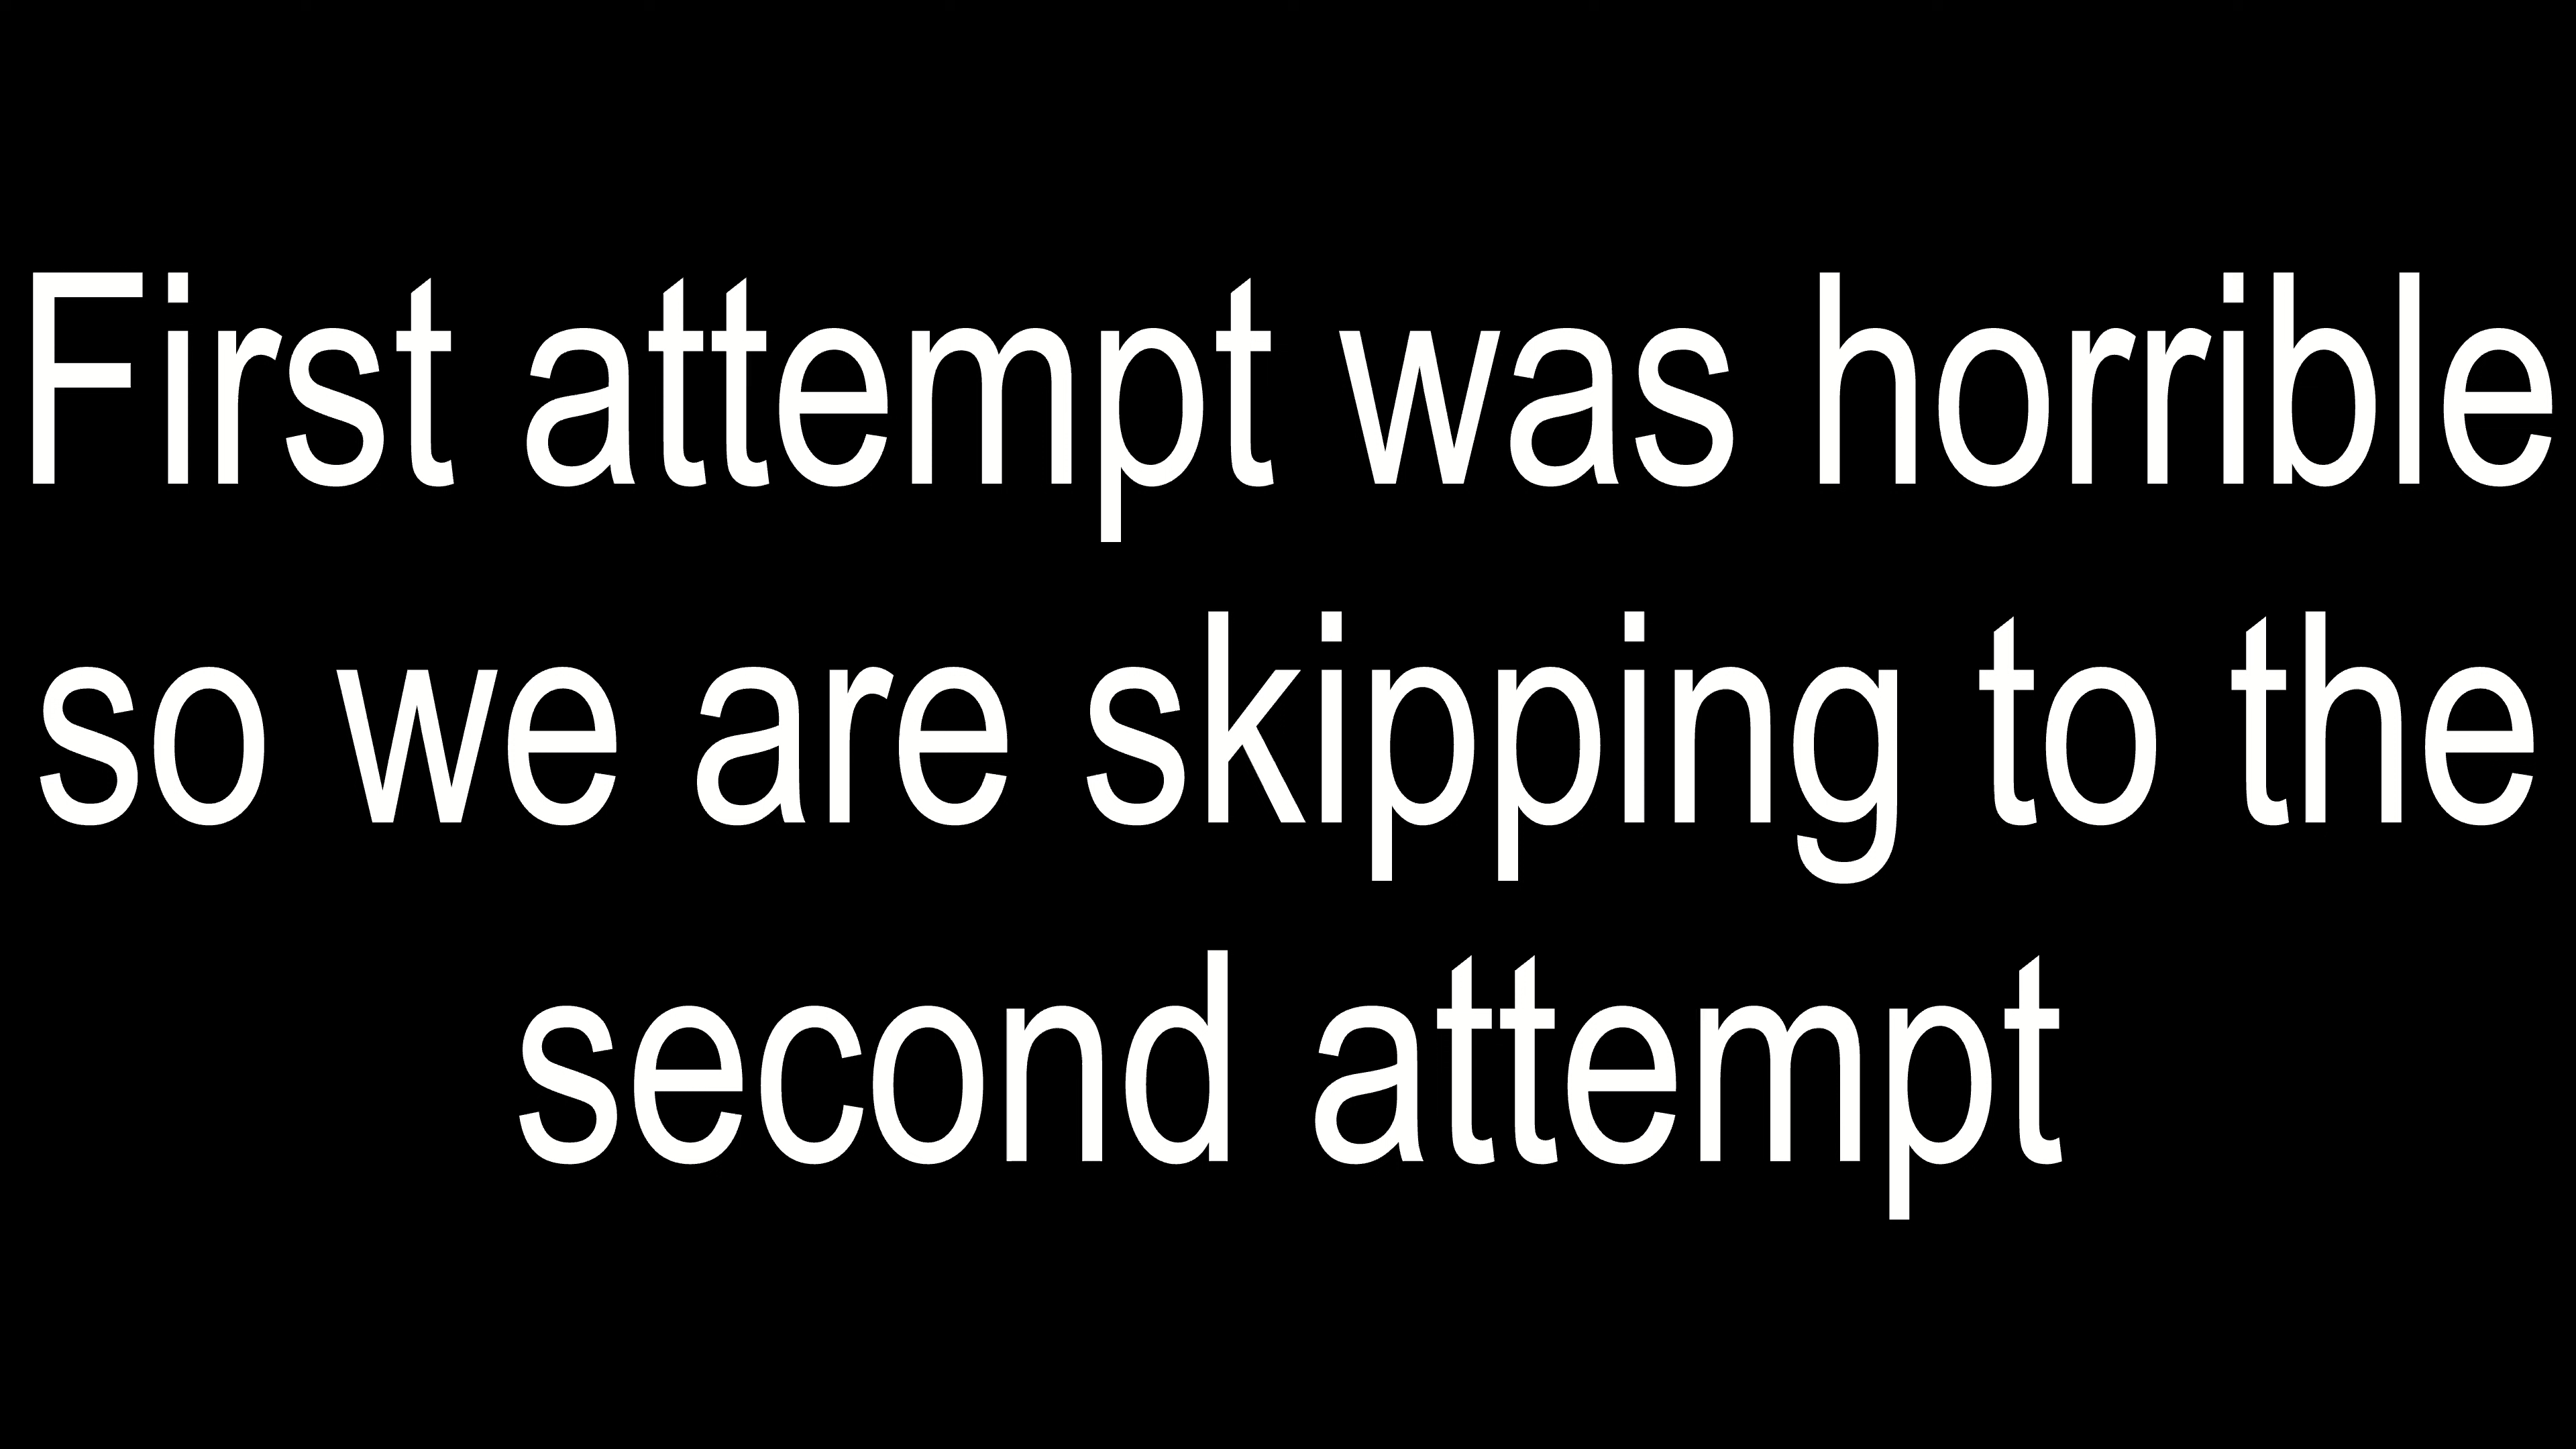 First attempt was horrible
so we are skipping to the
second attempt